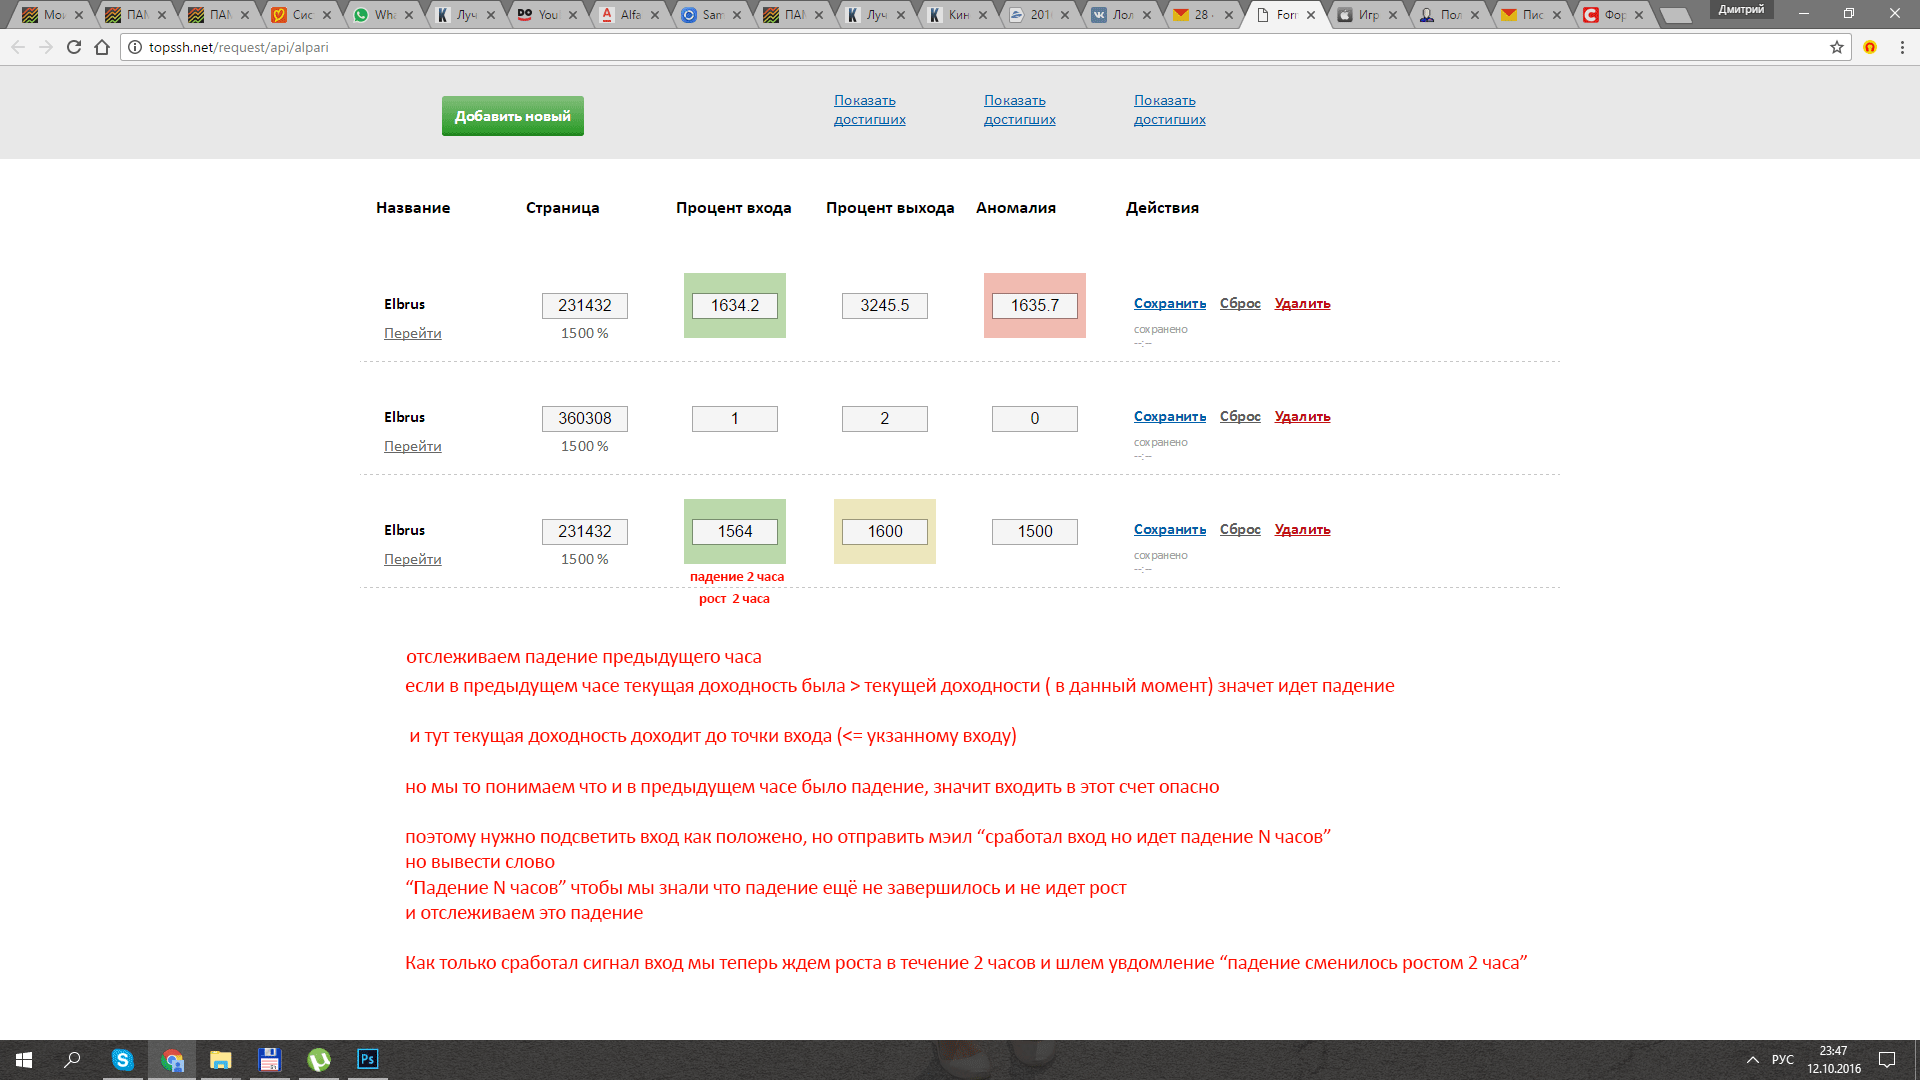 Мои
ПАМ
ПАМ
Сис
Wha
Луч
YouI
Alfa
Sam
ПАМ
Луч
Кин
201
Лол
28
Forr
Игр
Пол
Пис
Фор
Дмитрий
topssh.net/request/api/alpari
Добавить новый
Показать достигших
Показать достигших
Показать достигших
Название Страница Процент входа Процент выхода Аномалия Действия
Elbrus 231432 1634.2 3245.5 1635.7 Сохранить Сброс Удалить
Перейти 1500 % сохранено
--:--
Elbrus 360308 1 2 0 Сохранить Сброс Удалить
Перейти 1500 % сохранено
--:--
Elbrus 231432 1564 1600 1500 Сохранить Сброс Удалить
Перейти 1500 % сохранено
--:--
падение 2 часа
рост 2 часа
отслеживаем падение предыдущего часа
если в предыдущем часе текущая доходность была > текущей доходности ( в данный момент) значет идет падение
и тут текущая доходность доходит до точки входа (<= укзанному входу)
но мы то понимаем что и в предыдущем часе было падение, значит входить в этот счет опасно
поэтому нужно подсветить вход как положено, но отправить мэил “сработал вход но идет падение N часов”
но вывести слово
“Падение N часов” чтобы мы знали что падение ещё не завершилось и не идет рост
и отслеживаем это падение
Как только сработал сигнал вход мы теперь ждем роста в течение 2 часов и шлем увдомление “падение сменилось ростом 2 часа”
РУС
23:47
12.10.2016